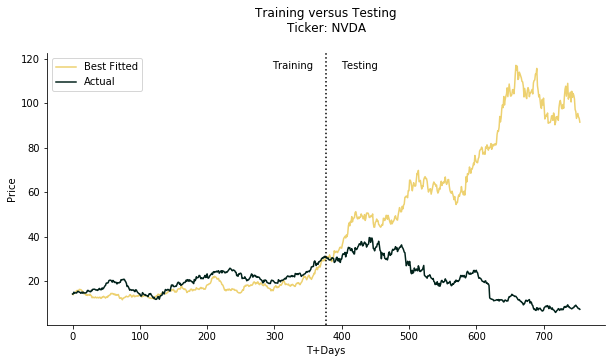 Training versus Testing
Ticker: NVDA
Best Fitted
Actual
Training
Testing
120
100
80
60
40
20
Price
0
100
200
300
400
500
600
700
T+Days